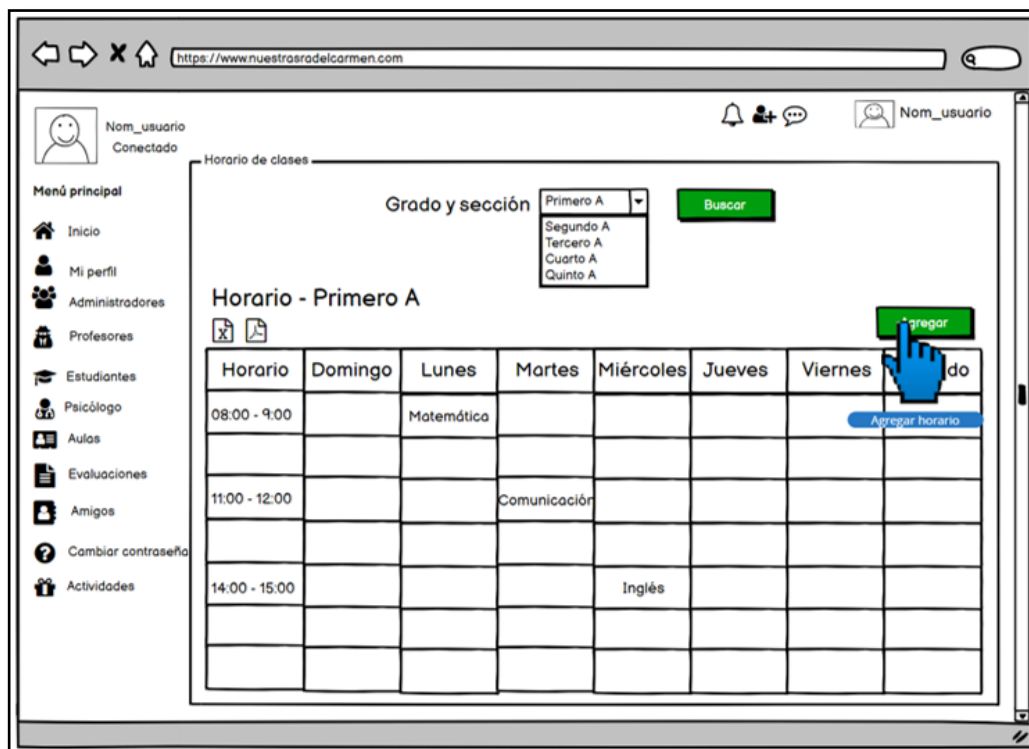 https://www.nuestrasradelcarmen.com
Nom_usuario
Conectado
Nom_usuario
Menú principal
Inicio
Mi perfil
Administradores
Profesores
Estudiantes
Psicólogo
Aulas
Evaluaciones
Amigos
Cambiar contraseña
Actividades
Horario de clases
Grado y sección
Primero A
Buscar
Segundo A
Tercero A
Cuarto A
Quinto A
Horario - Primero A
Agregar
Horario Domingo Lunes Martes Miércoles Jueves Viernes do
08:00 - 9:00 Matemática
Agregar horario
11:00 - 12:00 Comunicación
14:00 - 15:00 Inglés